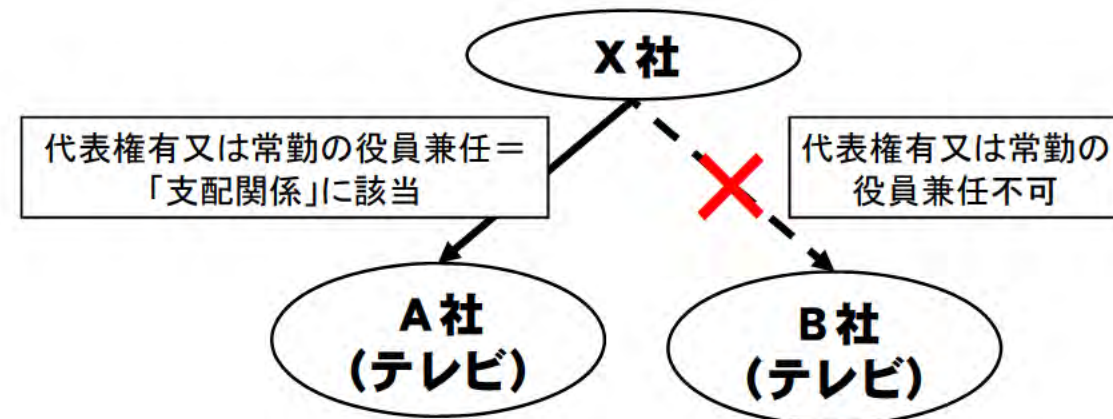 X社
代表権有又は常勤の役員兼任＝
「支配関係」に該当
代表権有又は常勤の
役員兼任不可
A社
(テレビ)
B社
(テレビ)